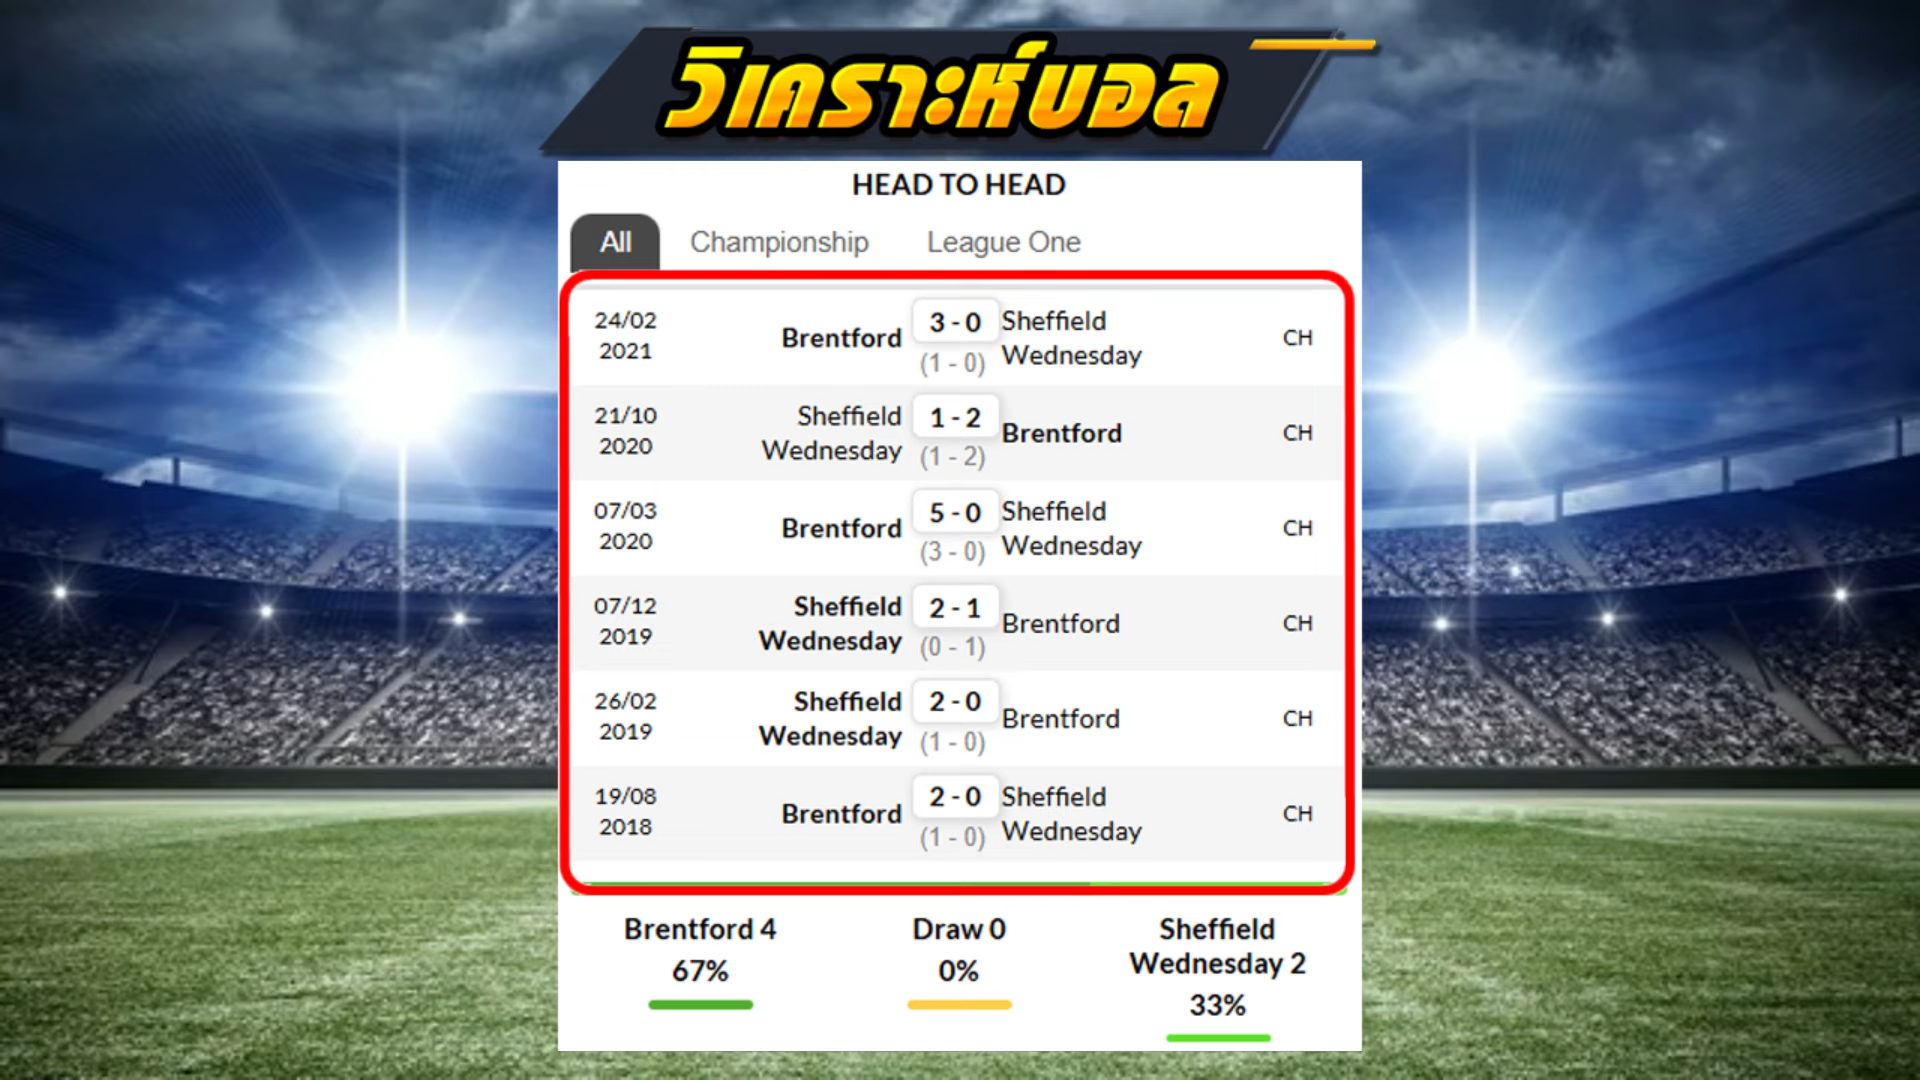 วิเคราะห์บอล
HEAD TO HEAD
All Championship League One
24/02 2021 Brentford 3 - 0 (1 - 0) Sheffield Wednesday CH
21/10 2020 Sheffield Wednesday 1 - 2 (1 - 2) Brentford CH
07/03 2020 Brentford 5 - 0 (3 - 0) Sheffield Wednesday CH
07/12 2019 Sheffield Wednesday 2 - 1 (0 - 1) Brentford CH
26/02 2019 Sheffield Wednesday 2 - 0 (1 - 0) Brentford CH
19/08 2018 Brentford 2 - 0 (1 - 0) Sheffield Wednesday CH
Brentford 4 67%
Draw 0 0%
Sheffield Wednesday 2 33%